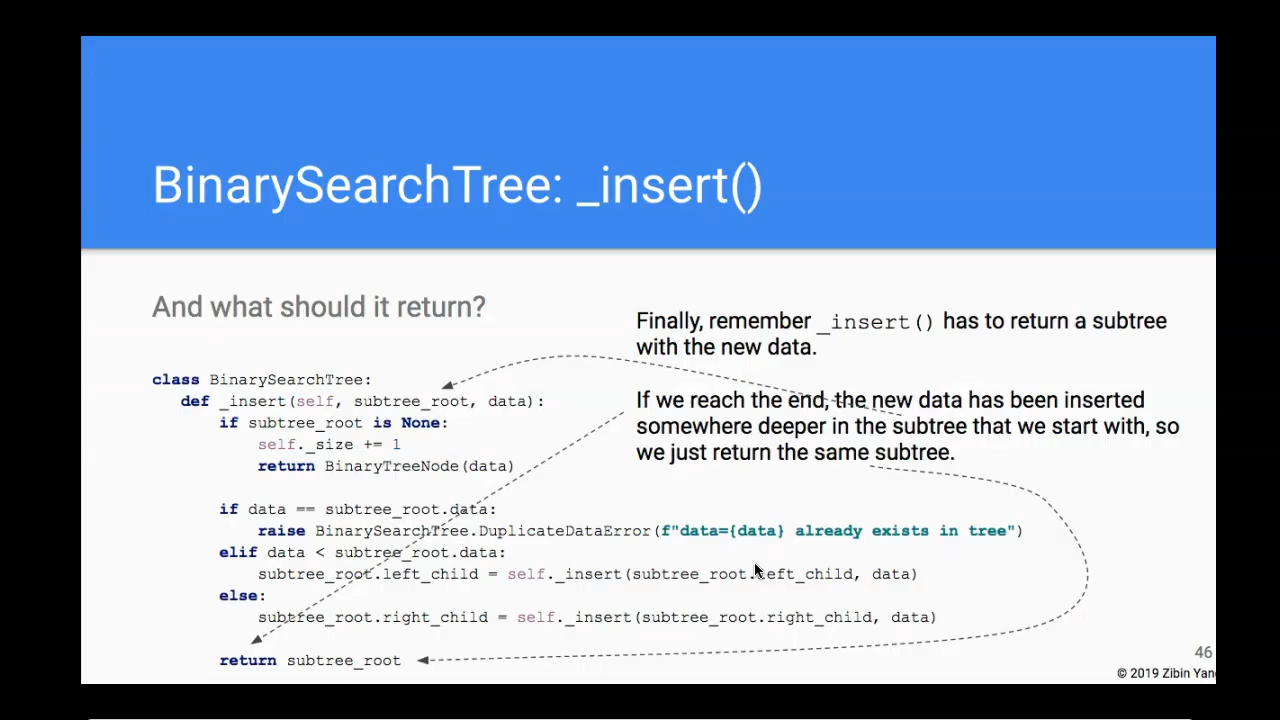 BinarySearchTree: _insert()
And what should it return?
Finally, remember _insert() has to return a subtree
with the new data.
If we reach the end, the new data has been inserted
somewhere deeper in the subtree that we start with, so
we just return the same subtree.
class BinarySearchTree:
def _insert(self, subtree_root, data):
if subtree_root is None:
self._size += 1
return BinaryTreeNode(data)
if data == subtree_root.data:
raise BinarySearchTree.DuplicateDataError(f"data={data} already exists in tree")
elif data < subtree_root.data:
subtree_root.left_child = self._insert(subtree_root.left_child, data)
else:
subtree_root.right_child = self._insert(subtree_root.right_child, data)
return subtree_root
46
© 2019 Zibin Yang